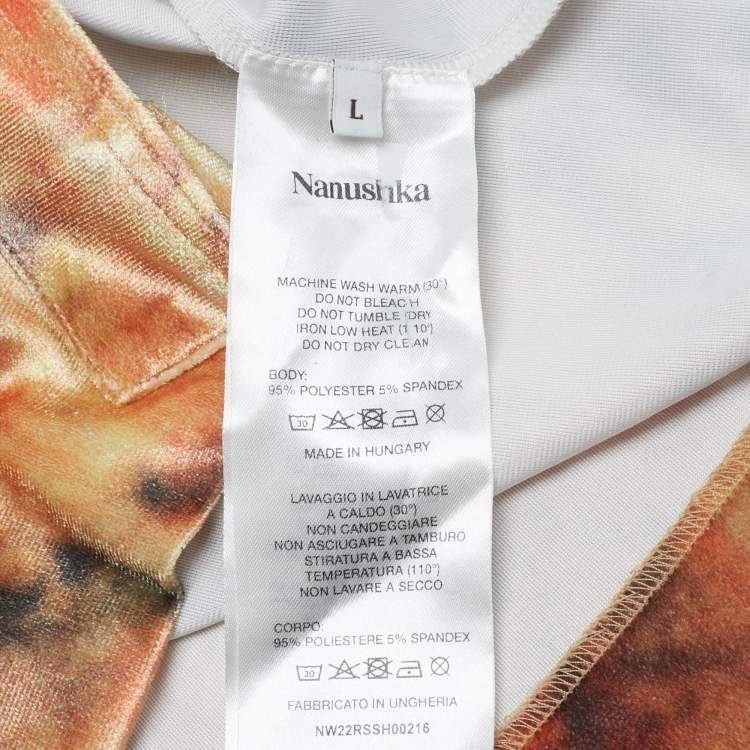 L
Nanushka
MACHINE WASH WARM (30°)
DO NOT BLEACH
DO NOT TUMBLE DRY
IRON LOW HEAT (110°)
DO NOT DRY CLEAN
BODY:
95% POLYESTER 5% SPANDEX
30
MADE IN HUNGARY
LAVAGGIO IN LAVATRICE
A CALDO (30°)
NON CANDEGGIARE
NON ASCIUGARE A TAMBURO
STIRATURA A BASSA
TEMPERATURA (110°)
NON LAVARE A SECCO
CORPO:
95% POLIESTERE 5% SPANDEX
30
FABBRICATO IN UNGHERIA
NW22RSSH00216